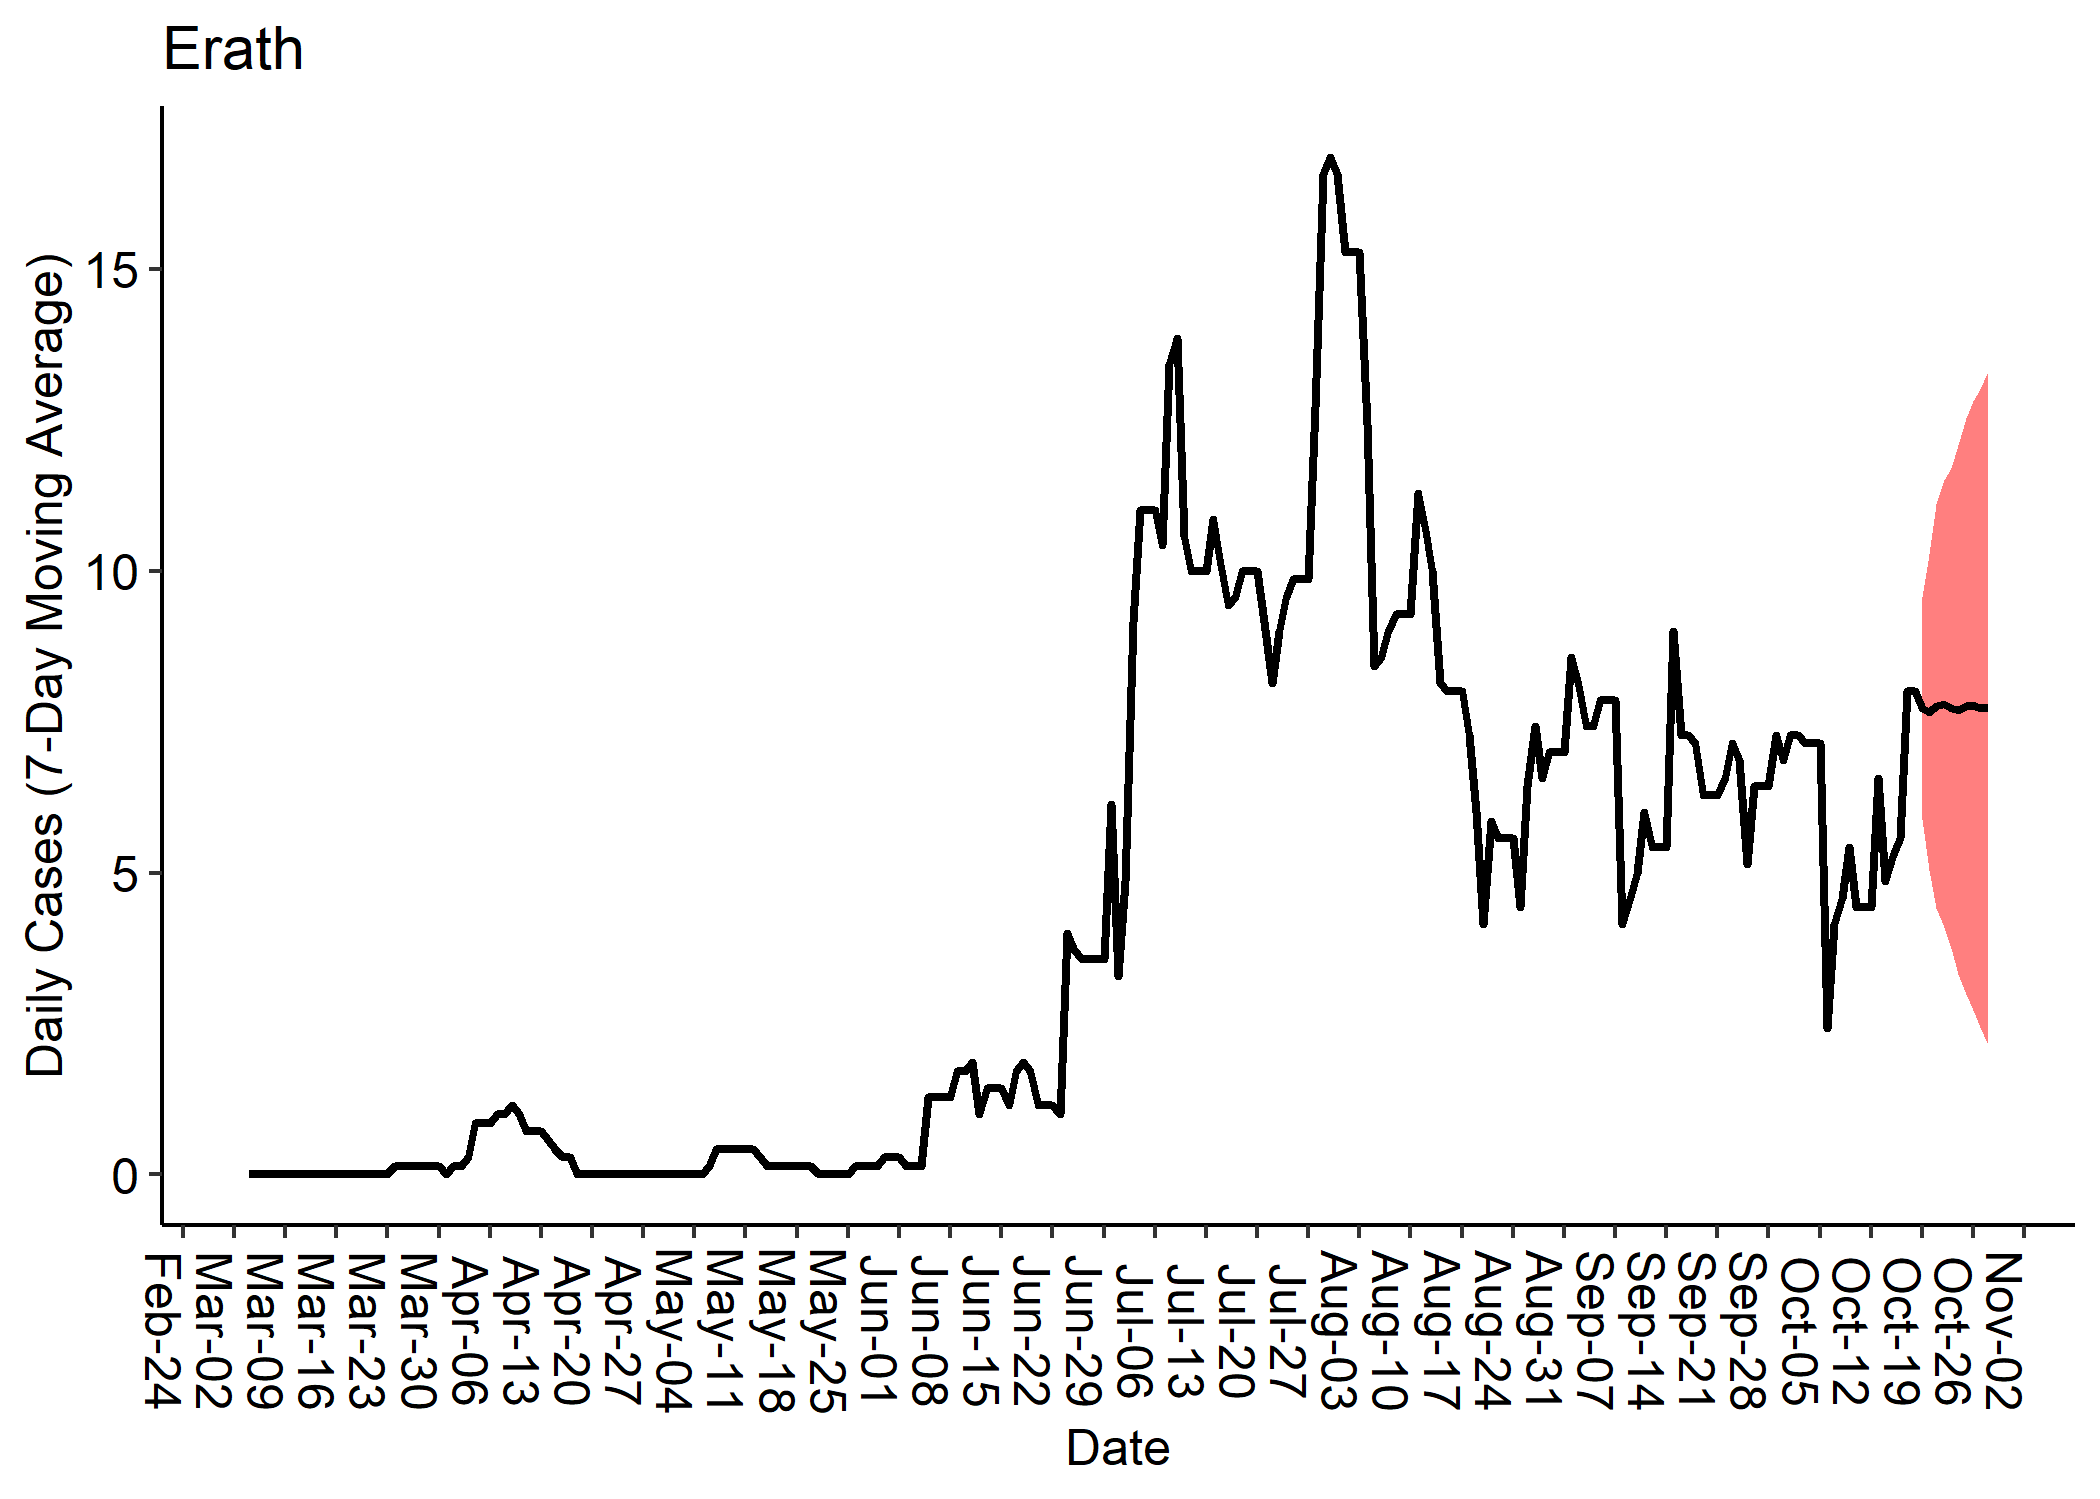 Erath
Daily Cases (7-Day Moving Average)
15
10
5
0
Feb-24
Mar-02
Mar-09
Mar-16
Mar-23
Mar-30
Apr-06
Apr-13
Apr-20
Apr-27
May-04
May-11
May-18
May-25
Jun-01
Jun-08
Jun-15
Jun-22
Jun-29
Jul-06
Jul-13
Jul-20
Jul-27
Aug-03
Aug-10
Aug-17
Aug-24
Aug-31
Sep-07
Sep-14
Sep-21
Sep-28
Oct-05
Oct-12
Oct-19
Oct-26
Nov-02
Date